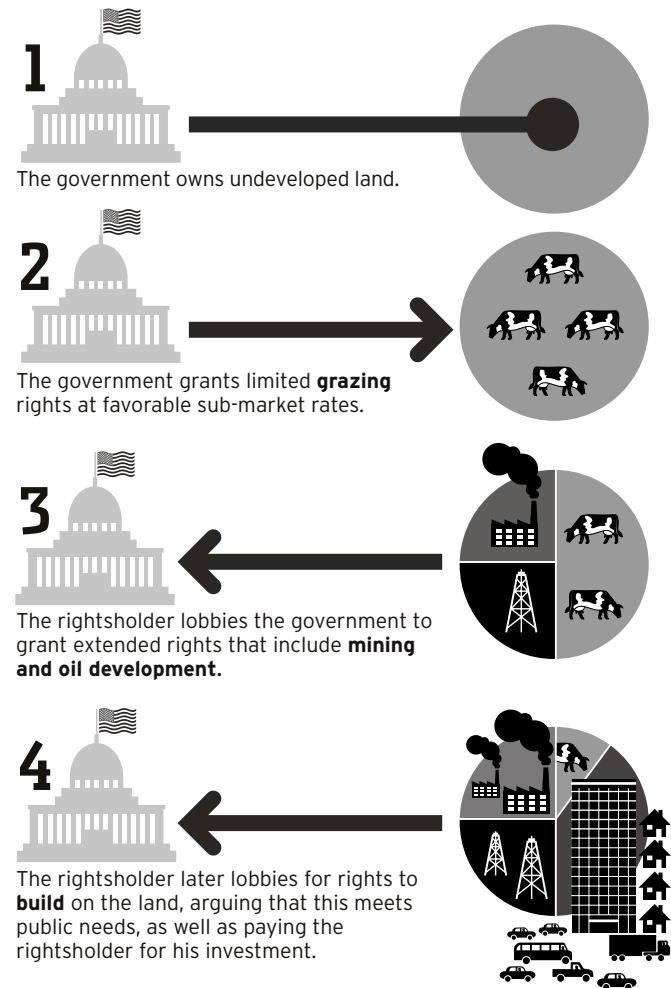 1
The government owns undeveloped land.
2
The government grants limited grazing
rights at favorable sub-market rates.
3
The rightsholder lobbies the government to
grant extended rights that include mining
and oil development.
4
The rightsholder later lobbies for rights to
build on the land, arguing that this meets
public needs, as well as paying the
rightsholder for his investment.